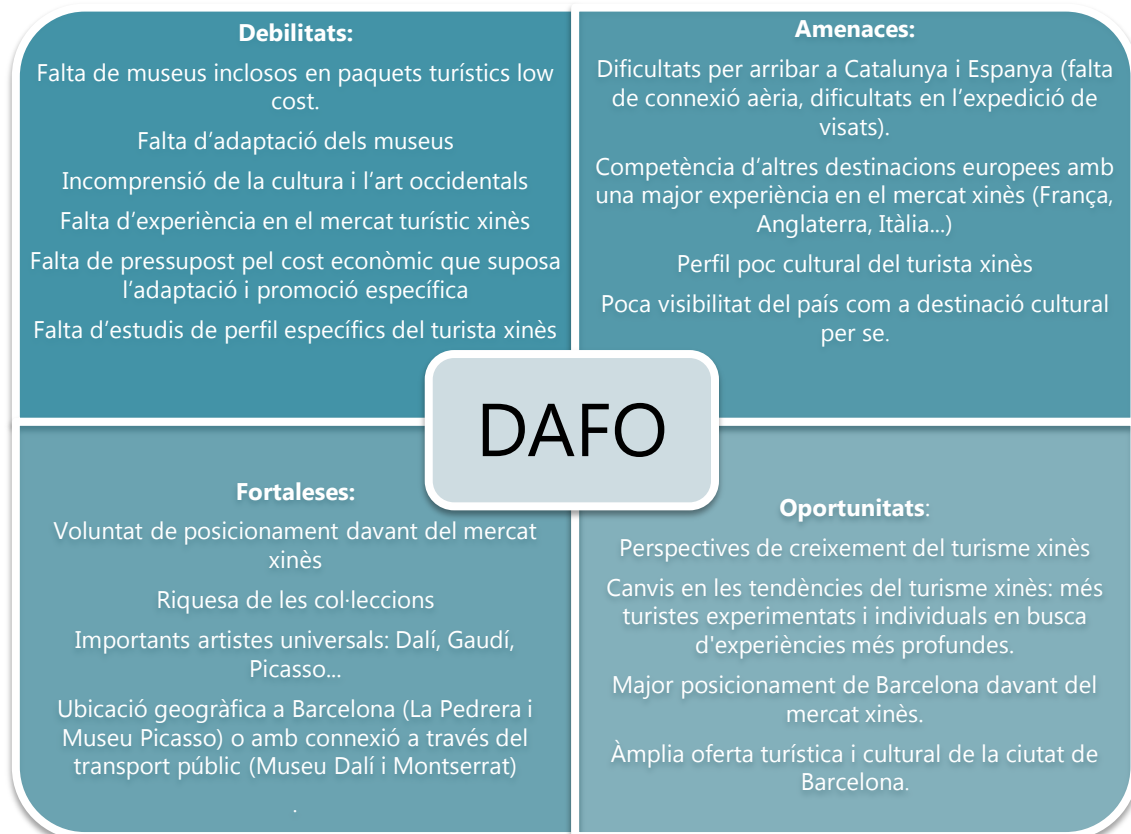 Debilitats:
Falta de museus inclosos en paquets turístics low
cost.
Falta d'adaptació dels museus
Incomprensió de la cultura i l'art occidentals
Falta d'experiència en el mercat turístic xinès
Falta de pressupost pel cost econòmic que suposa
l'adaptació i promoció específica
Falta d'estudis de perfil específics del turista xinès
Amenaces:
Dificultats per arribar a Catalunya i Espanya (falta
de connexió aèria, dificultats en l'expedició de
visats).
Competència d'altres destinacions europees amb
una major experiència en el mercat xinès (França,
Anglaterra, Itàlia...)
Perfil poc cultural del turista xinès
Poca visibilitat del país com a destinació cultural
per se.
DAFO
Fortaleses:
Voluntat de posicionament davant del mercat
xinès
Riquesa de les col·leccions
Importants artistes universals: Dalí, Gaudí,
Picasso...
Ubicació geogràfica a Barcelona (La Pedrera i
Museu Picasso) o amb connexió a través del
transport públic (Museu Dalí i Montserrat)
.
Oportunitats:
Perspectives de creixement del turisme xinès
Canvis en les tendències del turisme xinès: més
turistes experimentats i individuals en busca
d'experiències més profundes.
Major posicionament de Barcelona davant del
mercat xinès.
Àmplia oferta turística i cultural de la ciutat de
Barcelona.